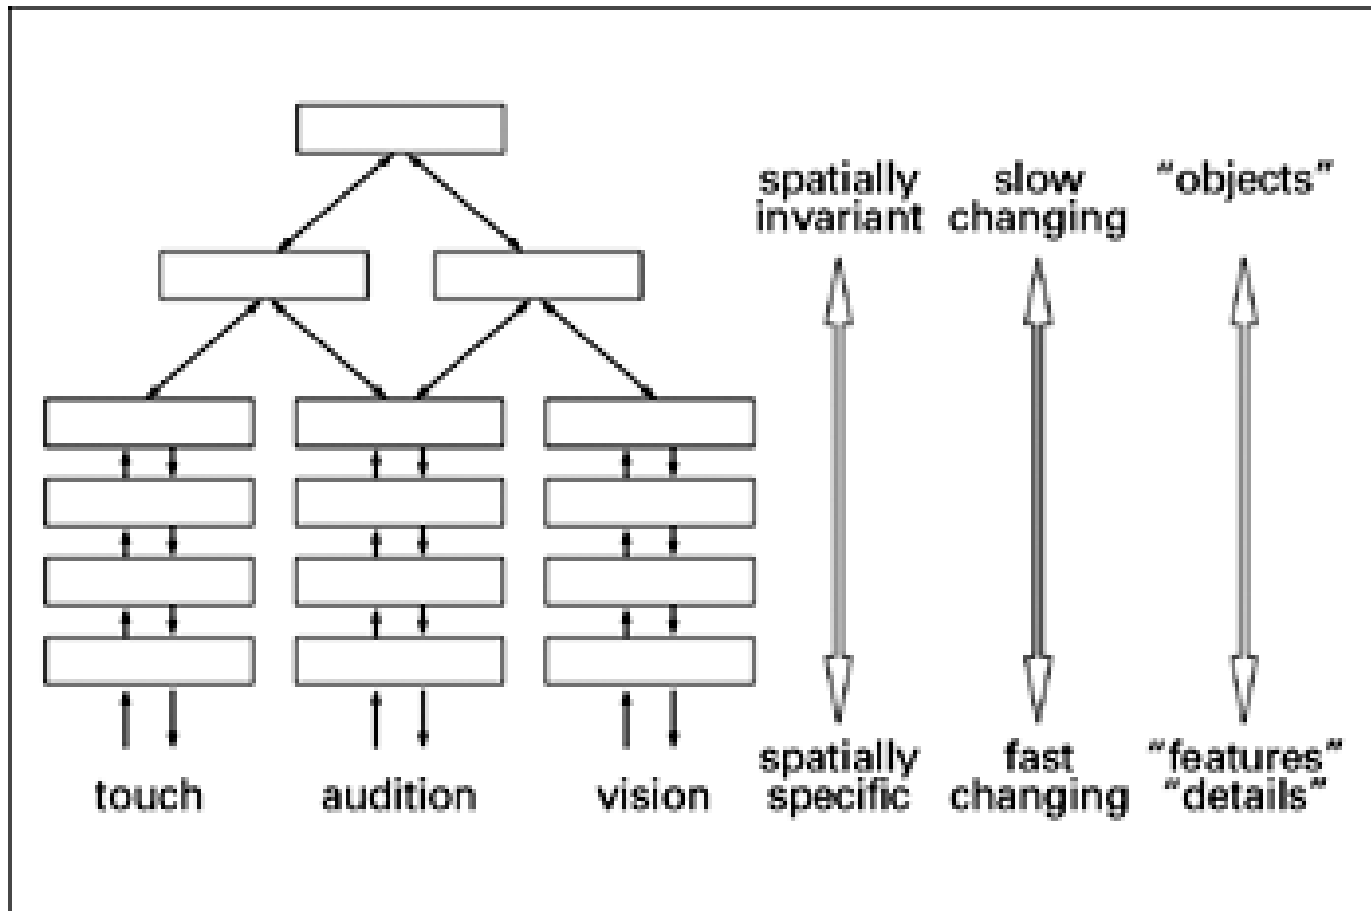 spatially
invariant
slow
changing
“objects”
touch
audition
vision
spatially
specific
fast
changing
“features”
“details”